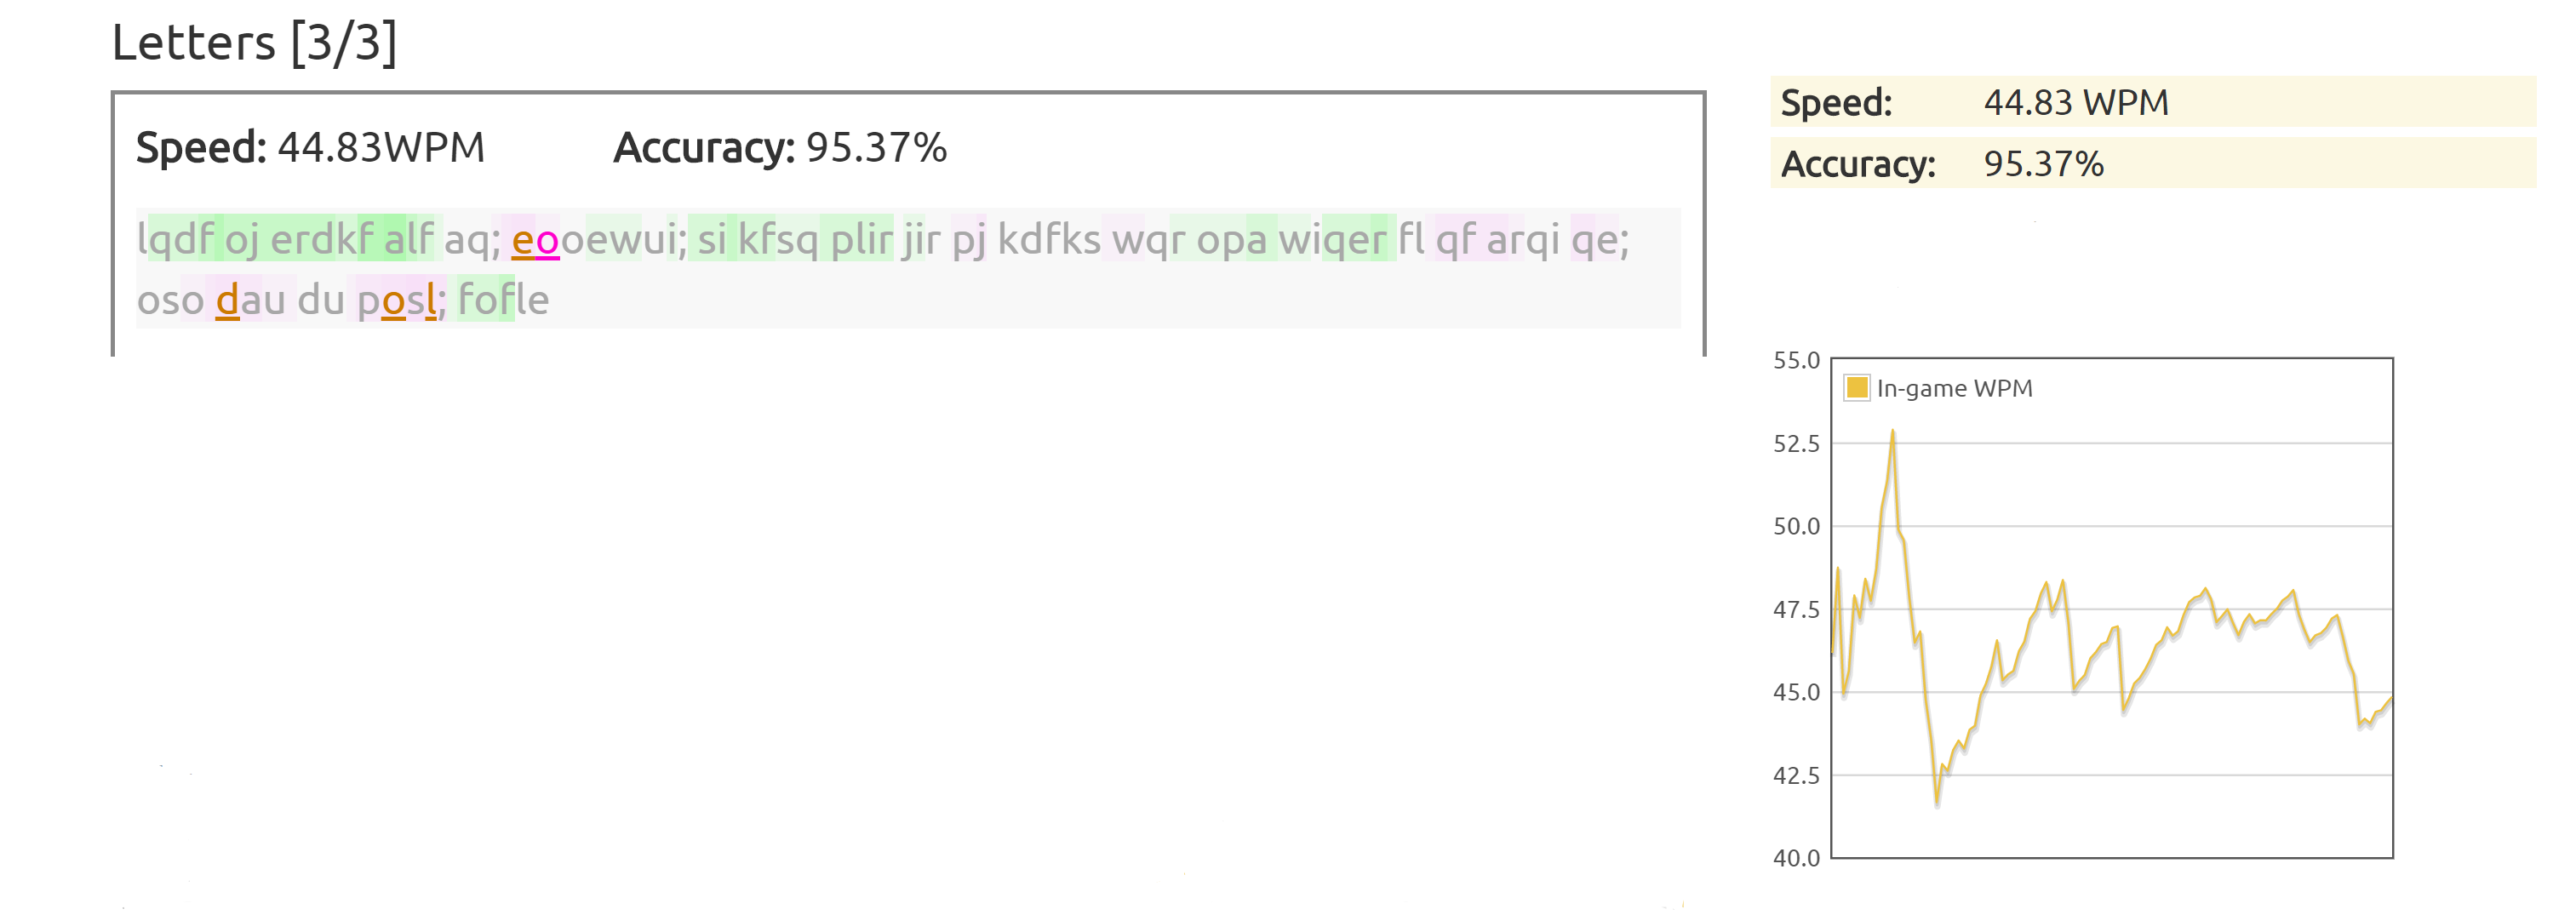 Letters [3/3]
Speed: 44.83WPM Accuracy: 95.37%
lqdf oj erdkf alf aq; eooewui; si kfsq plir jir pj kdfks wqr opa wiqer fl qf arqi qe;
oso dau du posl; fofle
Speed: 44.83 WPM
Accuracy: 95.37%
55.0
In-game WPM
52.5
50.0
47.5
45.0
42.5
40.0